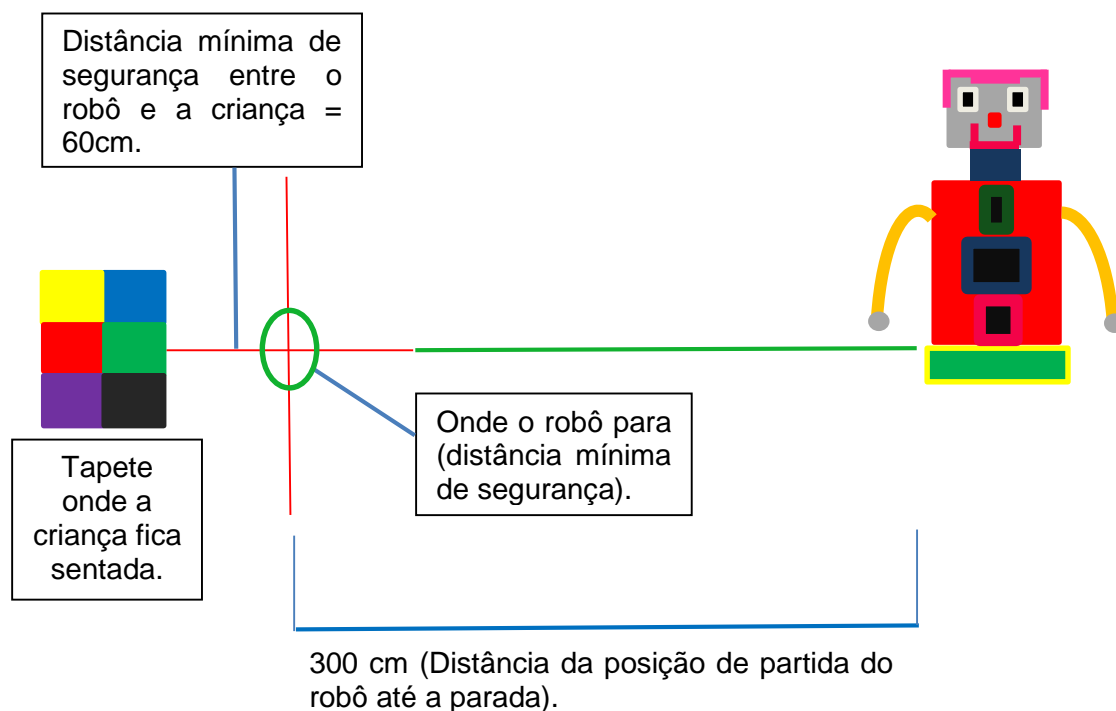 Distância mínima de
segurança entre o
robô e a criança =
60cm.
Onde o robô para
(distância mínima
de segurança).
Tapete
onde a
criança fica
sentada.
300 cm (Distância da posição de partida do
robô até a parada).